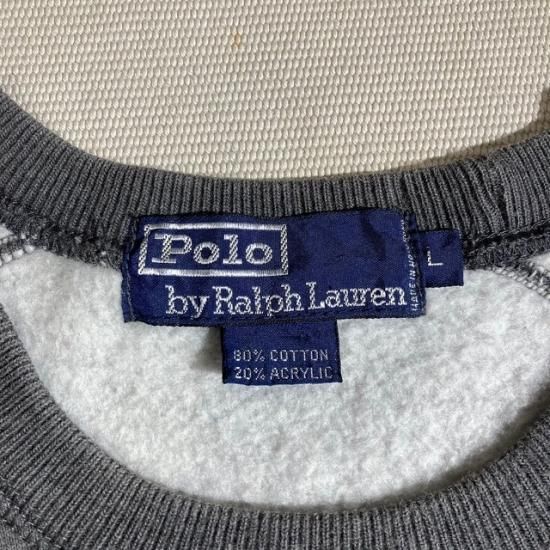 Polo
by Ralph Lauren
L
80% COTTON
20% ACRYLIC